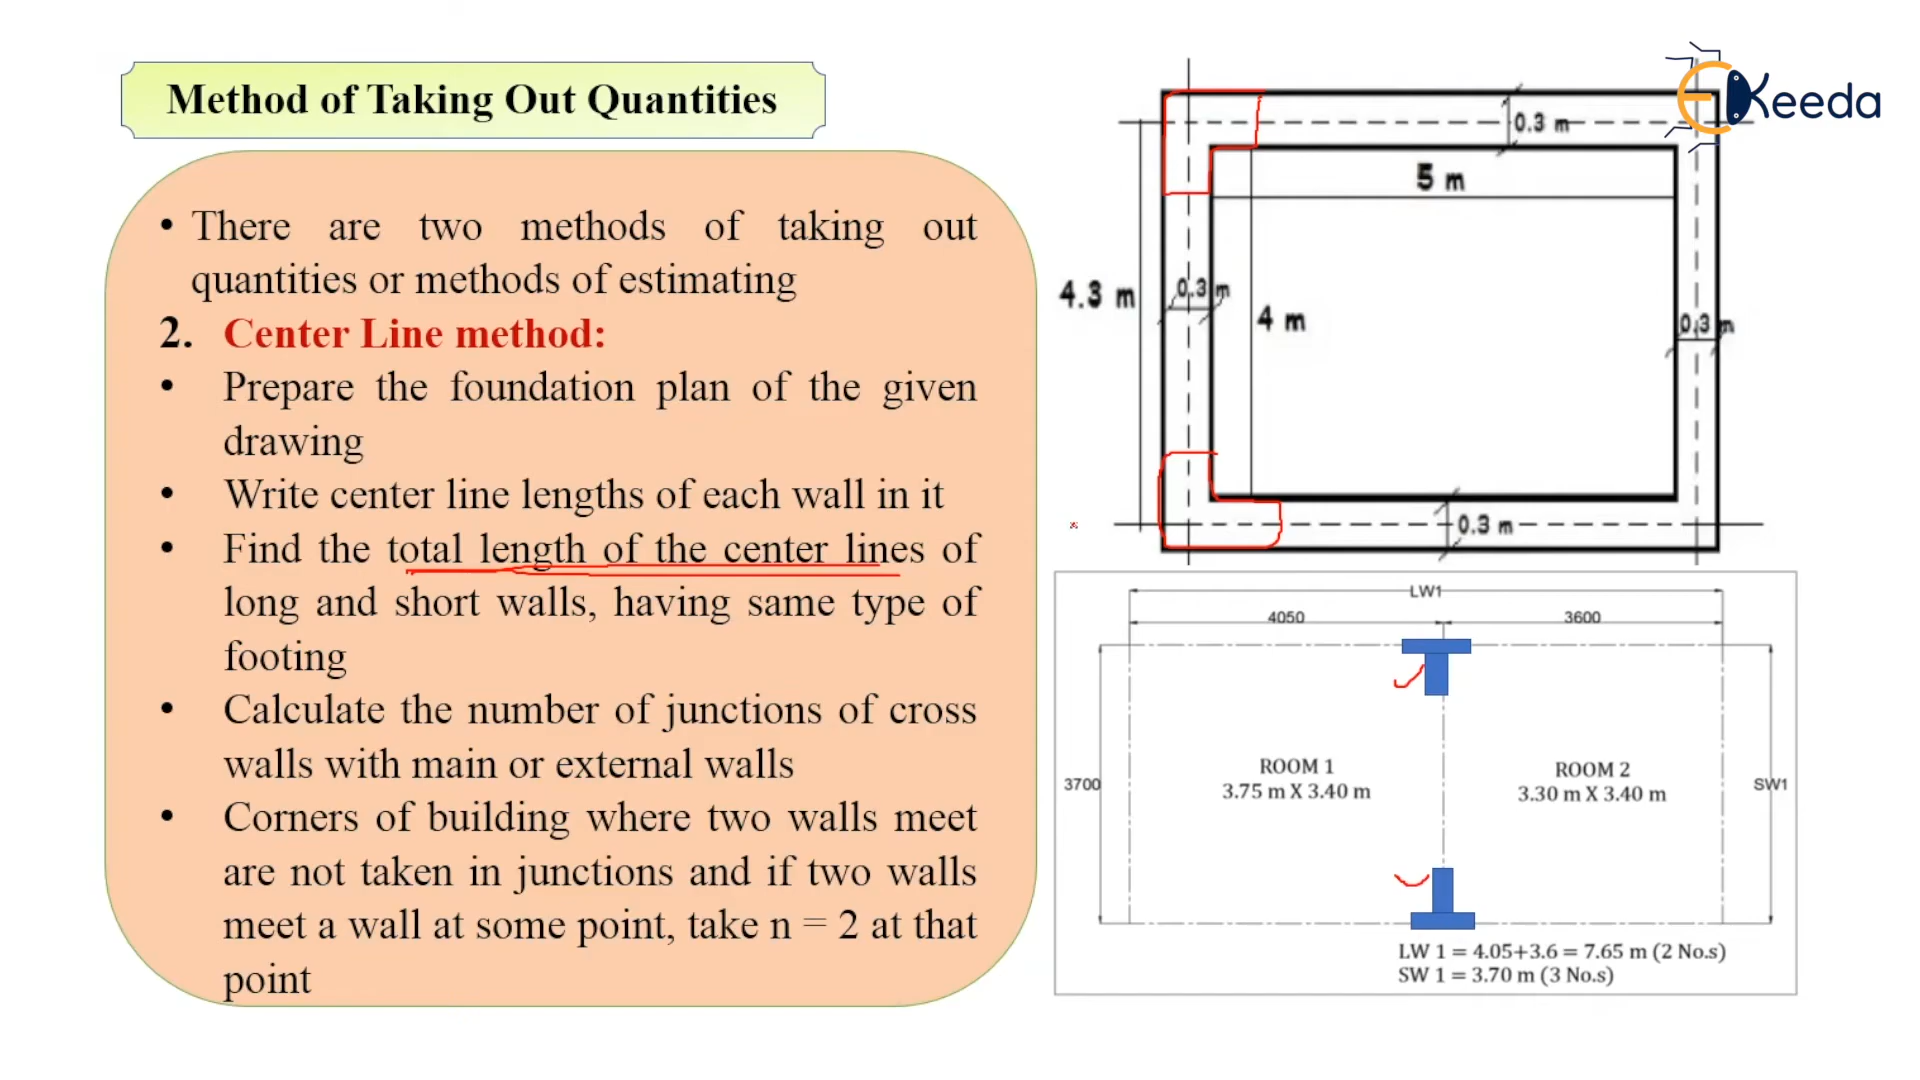 Method of Taking Out Quantities
• There are two methods of taking out
quantities or methods of estimating
2. Center Line method:
• Prepare the foundation plan of the given
drawing
• Write center line lengths of each wall in it
• Find the total length of the center lines of
long and short walls, having same type of
footing
• Calculate the number of junctions of cross
walls with main or external walls
• Corners of building where two walls meet
are not taken in junctions and if two walls
meet a wall at some point, take n = 2 at that
point
Keeda
0.3 m
5 m
4.3 m
0.3 m
4 m
0.3 m
0.3 m
LW1
4050
3600
3700
ROOM 1
3.75 m X 3.40 m
ROOM 2
3.30 m X 3.40 m
SW1
LW 1 = 4.05+3.6 = 7.65 m (2 No.s)
SW 1 = 3.70 m (3 No.s)